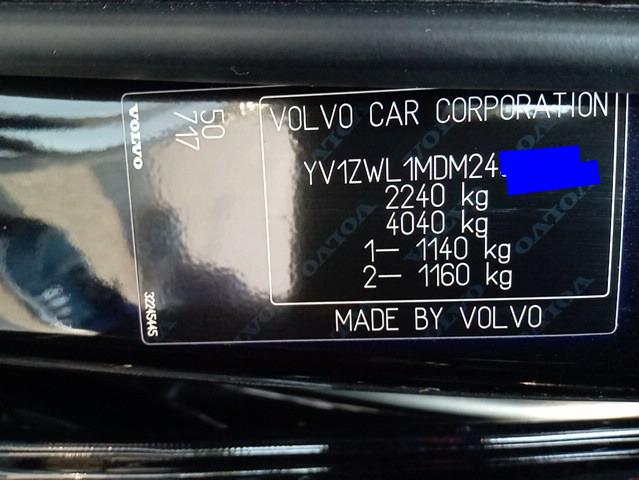 VOLVO CAR CORPORATION
YV1ZWL1MDM24
2240 kg
4040 kg
1– 1140 kg
2– 1160 kg
MADE BY VOLVO
VOLVO
50
717
32245445